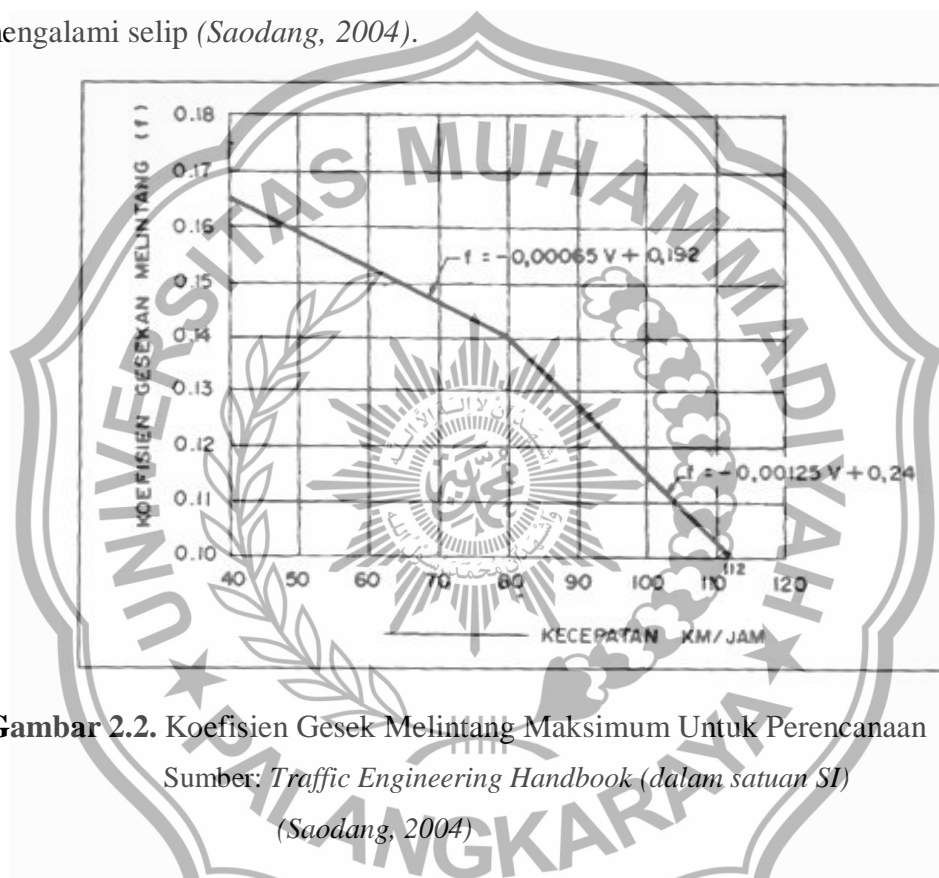 engalami selip (Saodang, 2004).
KOEFISIEN GESEKAN MELINTANG (f)
0.18
0.17
0.16
0.15
0.14
0.13
0.12
0.11
0.10
f = -0,00065 V + 0,192
f = -0,00125 V + 0,24
40 50 60 70 80 90 100 110 112 120
KECEPATAN KM/JAM
Gambar 2.2. Koefisien Gesek Melintang Maksimum Untuk Perencanaan
Sumber: Traffic Engineering Handbook (dalam satuan SI)
(Saodang, 2004)
UNIVERSITAS MUHAMMADIYAH
PALANGKARAYA